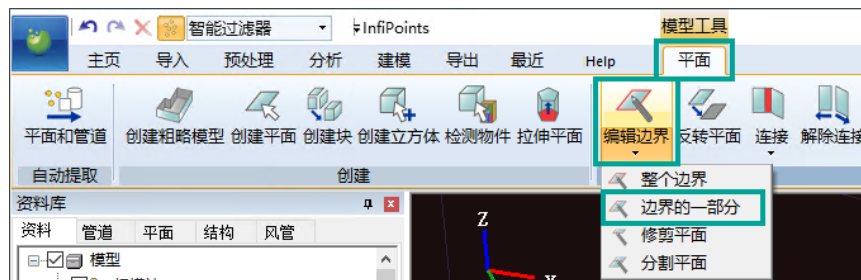 智能过滤器 InfiPoints 模型工具
主页 导入 预处理 分析 建模 导出 最近 Help 平面
平面和管道 创建粗略模型 创建平面 创建块 创建立方体 检测物件 拉伸平面 编辑边界 反转平面 连接 解除连接
自动提取 创建
整个边界
边界的一部分
修剪平面
分割平面
资料库
资料 管道 平面 结构 风管
模型
Z